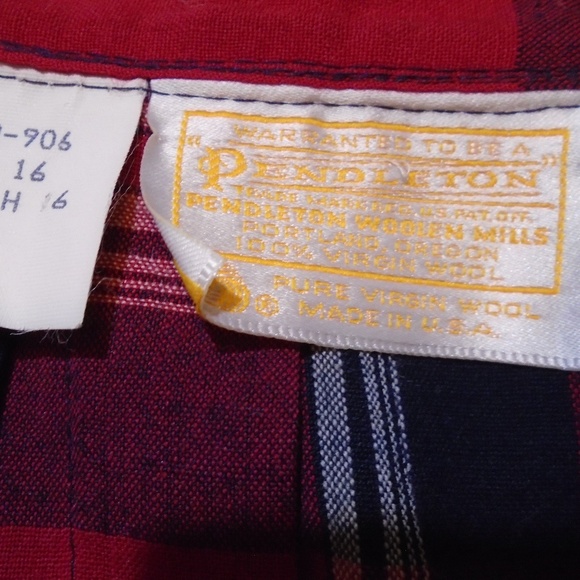 -906
16
H 16
WARRANTED TO BE A
"PENDLETON"
TRADE MARK REG. U.S. PAT. OFF.
PENDLETON WOOLEN MILLS
PORTLAND, OREGON
100% VIRGIN WOOL
® PURE VIRGIN WOOL
MADE IN U.S.A.